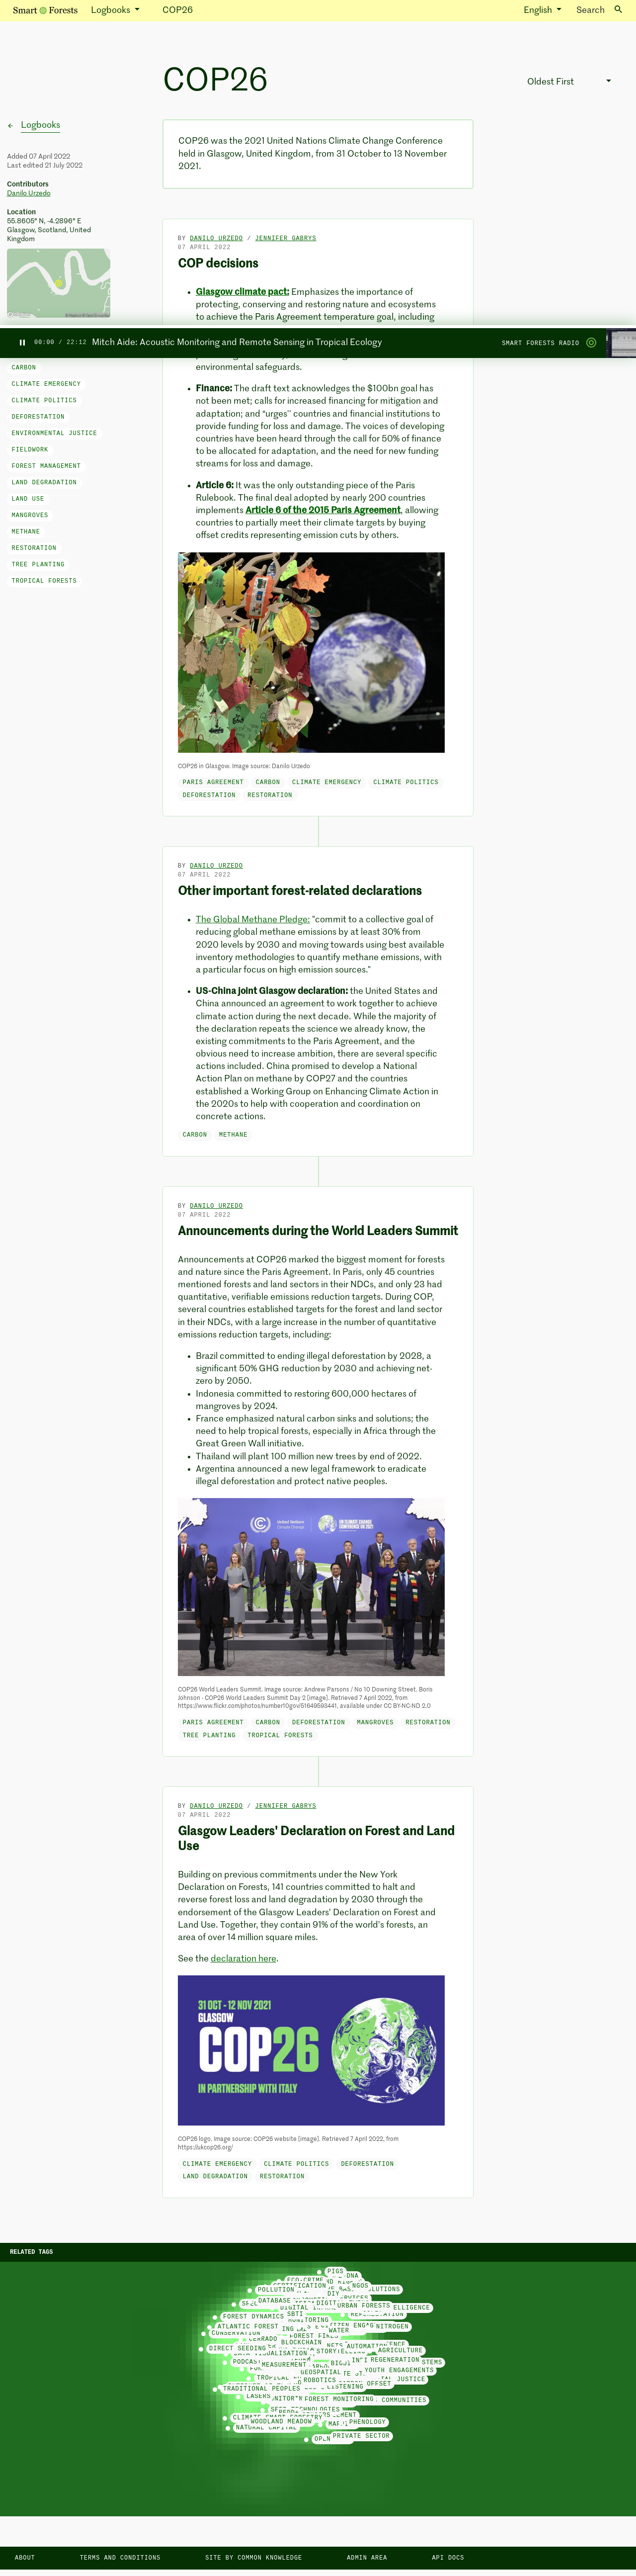 Smart Forests Logbooks COP26 English Search
COP26
Oldest First
Logbooks
Added 07 April 2022
Last edited 21 July 2022
Contributors
Danilo Urzedo
Location
55.8605° N, -4.2896° E
Glasgow, Scotland, United
Kingdom
COP26 was the 2021 United Nations Climate Change Conference
held in Glasgow, United Kingdom, from 31 October to 13 November
2021.
BY DANILO URZEDO / JENNIFER GABRYS
07 APRIL 2022
COP decisions
Glasgow climate pact: Emphasizes the importance of
protecting, conserving and restoring nature and ecosystems
to achieve the Paris Agreement temperature goal, including
00:00 / 22:12 Mitch Aide: Acoustic Monitoring and Remote Sensing in Tropical Ecology SMART FORESTS RADIO
environmental safeguards.
CARBON
CLIMATE EMERGENCY
CLIMATE POLITICS
DEFORESTATION
ENVIRONMENTAL JUSTICE
FIELDWORK
FOREST MANAGEMENT
LAND DEGRADATION
LAND USE
MANGROVES
METHANE
RESTORATION
TREE PLANTING
TROPICAL FORESTS
Finance: The draft text acknowledges the $100bn goal has
not been met; calls for increased financing for mitigation and
adaptation; and “urges” countries and financial institutions to
provide funding for loss and damage. The voices of developing
countries have been heard through the call for 50% of finance
to be allocated for adaptation, and the need for new funding
streams for loss and damage.
Article 6: It was the only outstanding piece of the Paris
Rulebook. The final deal adopted by nearly 200 countries
implements Article 6 of the 2015 Paris Agreement, allowing
countries to partially meet their climate targets by buying
offset credits representing emission cuts by others.
COP26 in Glasgow. Image source: Danilo Urzedo
PARIS AGREEMENT CARBON CLIMATE EMERGENCY CLIMATE POLITICS
DEFORESTATION RESTORATION
BY DANILO URZEDO
07 APRIL 2022
Other important forest-related declarations
The Global Methane Pledge: "commit to a collective goal of
reducing global methane emissions by at least 30% from
2020 levels by 2030 and moving towards using best available
inventory methodologies to quantify methane emissions, with
a particular focus on high emission sources."
US-China joint Glasgow declaration: the United States and
China announced an agreement to work together to achieve
climate action during the next decade. While the majority of
the declaration repeats the science we already know, the
existing commitments to the Paris Agreement, and the
obvious need to increase ambition, there are several specific
actions included. China promised to develop a National
Action Plan on methane by COP27 and the countries
established a Working Group on Enhancing Climate Action in
the 2020s to help with cooperation and coordination on
concrete actions.
CARBON METHANE
BY DANILO URZEDO
07 APRIL 2022
Announcements during the World Leaders Summit
Announcements at COP26 marked the biggest moment for forests
and nature since the Paris Agreement. In Paris, only 45 countries
mentioned forests and land sectors in their NDCs, and only 23 had
quantitative, verifiable emissions reduction targets. During COP,
several countries established targets for the forest and land sector
in their NDCs, with a large increase in the number of quantitative
emissions reduction targets, including:
Brazil committed to ending illegal deforestation by 2028, a
significant 50% GHG reduction by 2030 and achieving net-
zero by 2050.
Indonesia committed to restoring 600,000 hectares of
mangroves by 2024.
France emphasized natural carbon sinks and solutions; the
need to help tropical forests, especially in Africa through the
Great Green Wall initiative.
Thailand will plant 100 million new trees by end of 2022.
Argentina announced a new legal framework to eradicate
illegal deforestation and protect native peoples.
COP26 World Leaders Summit. Image source: Andrew Parsons / No 10 Downing Street. Boris
Johnson - COP26 World Leaders Summit Day 2 [image]. Retrieved 7 April 2022, from
https://www.flickr.com/photos/number10gov/51649593441. available under CC BY-NC-ND 2.0
PARIS AGREEMENT CARBON DEFORESTATION MANGROVES RESTORATION
TREE PLANTING TROPICAL FORESTS
BY DANILO URZEDO / JENNIFER GABRYS
07 APRIL 2022
Glasgow Leaders' Declaration on Forest and Land
Use
Building on previous commitments under the New York
Declaration on Forests, 141 countries committed to halt and
reverse forest loss and land degradation by 2030 through the
endorsement of the Glasgow Leaders' Declaration on Forest and
Land Use. Together, they contain 91% of the world's forests, an
area of over 14 million square miles.
See the declaration here.
31 OCT - 12 NOV 2021
GLASGOW
COP26
IN PARTNERSHIP WITH ITALY
COP26 logo. Image source: COP26 website [image]. Retrieved 7 April 2022, from
https://ukcop26.org/
CLIMATE EMERGENCY CLIMATE POLITICS DEFORESTATION
LAND DEGRADATION RESTORATION
RELATED TAGS
PIGS
POLLUTION
NGOS
DATABASE
URBAN FORESTS
FOREST DYNAMICS
SBTI
ATLANTIC FOREST
WATER
NITROGEN
BLOCKCHAIN
DIRECT SEEDING
AUTOMATION
AGRICULTURE
MEASUREMENT
REGENERATION
GEOSPATIAL
YOUTH ENGAGEMENTS
ROBOTICS
TRADITIONAL PEOPLES
LISTENING
LASERS
FOREST MONITORING
COMMUNITIES
WOODLAND MEADOW
PHENOLOGY
NATURAL CAPITAL
OPEN
PRIVATE SECTOR
ABOUT TERMS AND CONDITIONS SITE BY COMMON KNOWLEDGE ADMIN AREA API DOCS